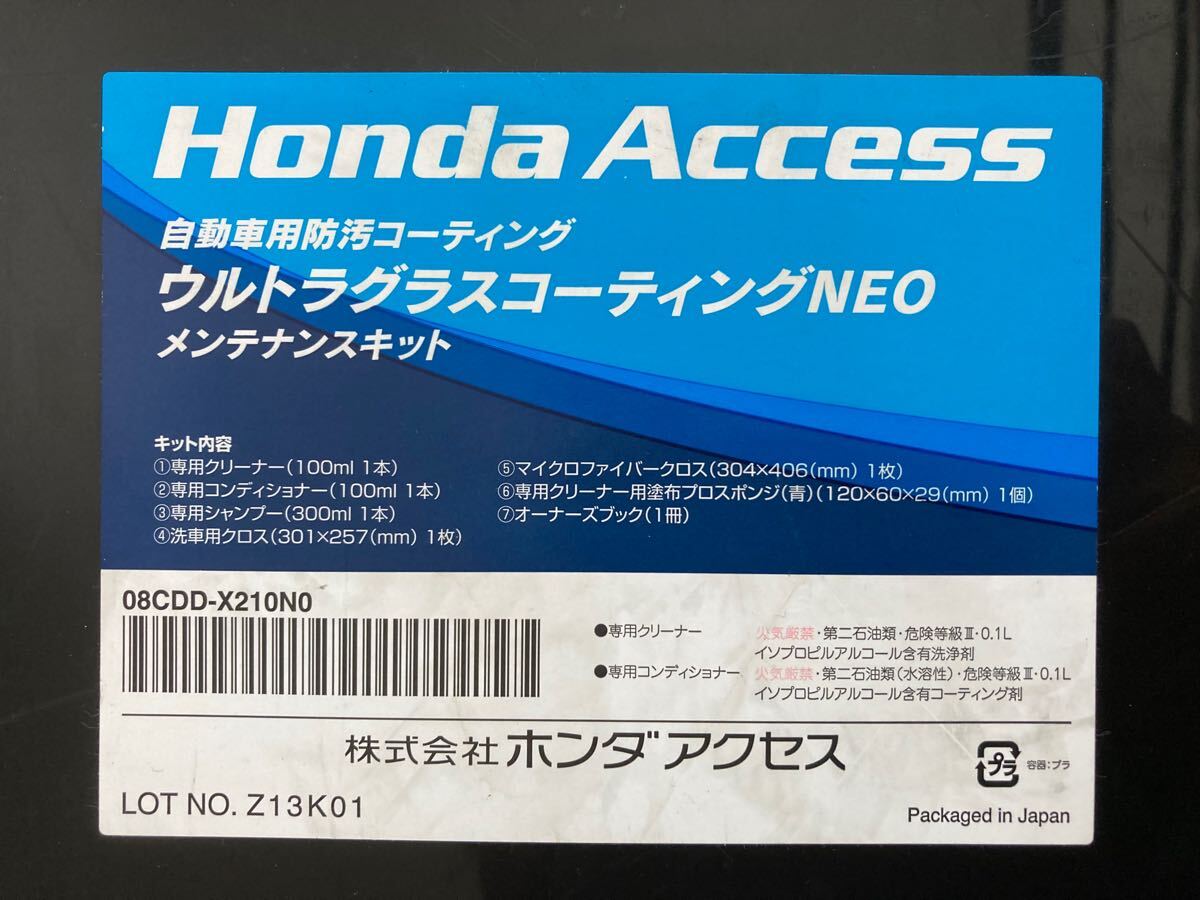 Honda Access
自動車用防汚コーティング
ウルトラグラスコーティングNEO
メンテナンスキット
キット内容
①専用クリーナー(100ml 1本)
②専用コンディショナー(100ml 1本)
③専用シャンプー(300ml 1本)
④洗車用クロス(301×257(mm) 1枚)
⑤マイクロファイバークロス(304×406(mm) 1枚)
⑥専用クリーナー用塗布プロスポンジ(青)(120×60×29(mm) 1個)
⑦オーナーズブック(1冊)
08CDD-X210N0
●専用クリーナー 火気厳禁・第二石油類・危険等級Ⅲ・0.1L
イソプロピルアルコール含有洗浄剤
●専用コンディショナー 火気厳禁・第二石油類(水溶性)・危険等級Ⅲ・0.1L
イソプロピルアルコール含有コーティング剤
株式会社 ホンダアクセス
プラ 容器:プラ
LOT NO. Z13K01
Packaged in Japan